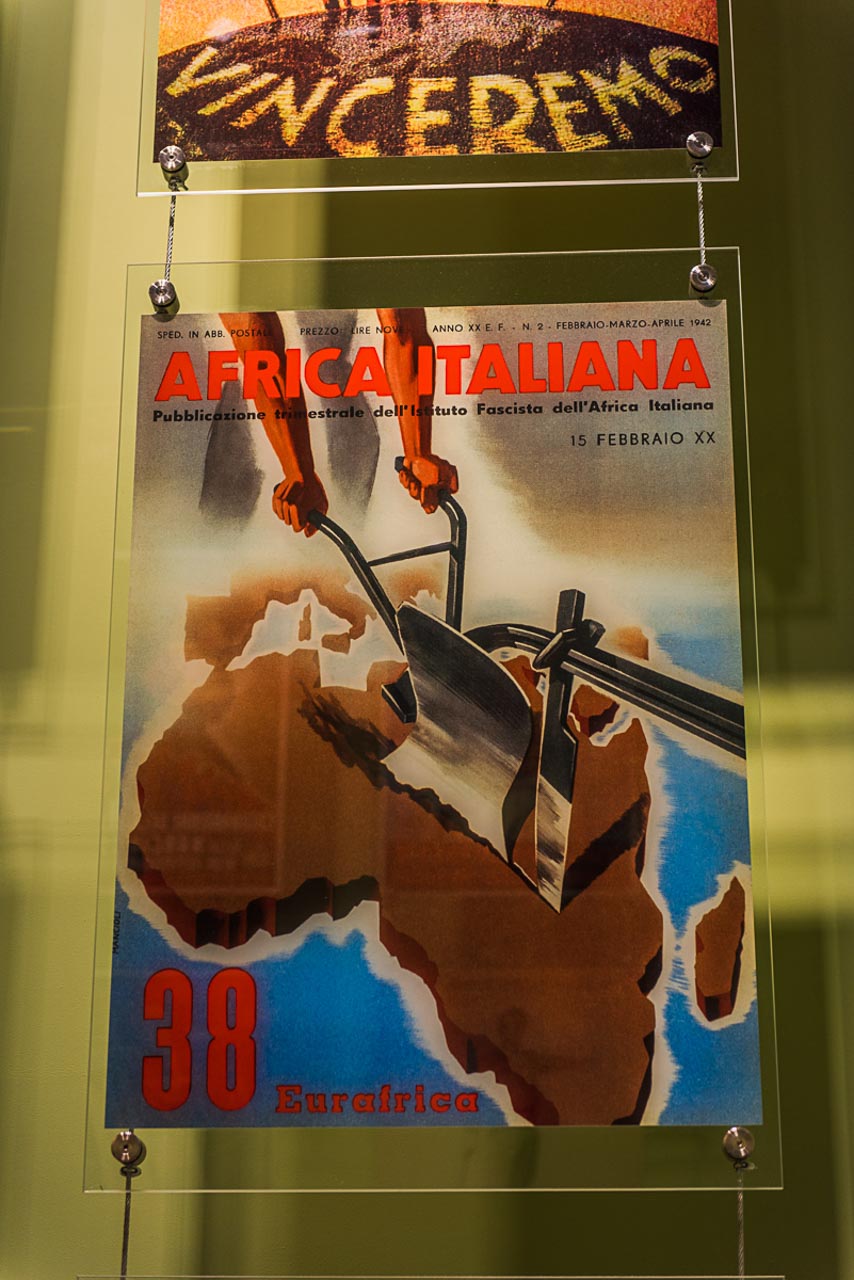 VINCEREMO
SPED. IN ABB. POSTALE PREZZO: LIRE NOVE ANNO XX E. F. - N. 2 - FEBBRAIO-MARZO-APRILE 1942
AFRICA ITALIANA
Pubblicazione trimestrale dell'Istituto Fascista dell'Africa Italiana
15 FEBBRAIO XX
MANCIOLI
38
Eurafrica